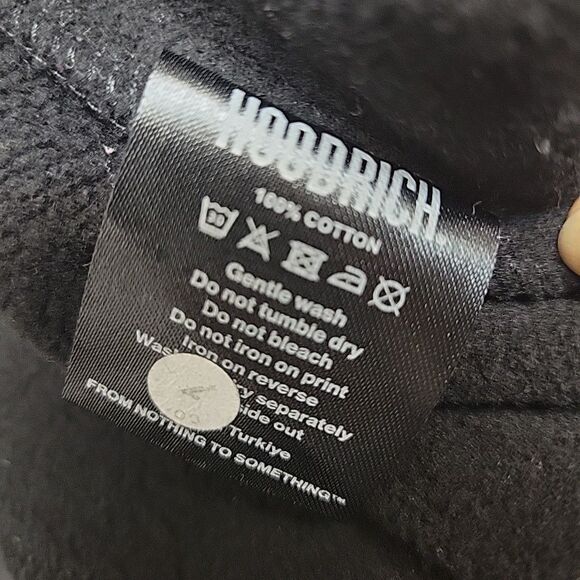 HOODRICH
100% COTTON
30
Gentle wash
Do not tumble dry
Do not bleach
Do not iron on print
Iron on reverse
separately
side out
Turkiye
FROM NOTHING TO SOMETHING™